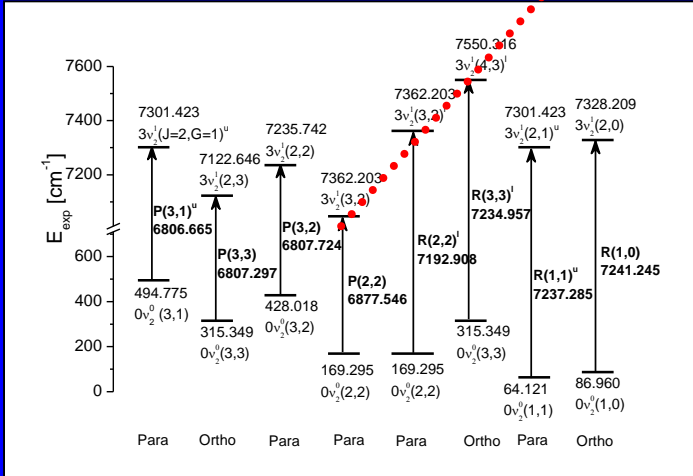 E_exp [cm⁻¹]
7600
7400
7200
600
400
200
0
7301.423
3ν₂¹(J=2,G=1)ᵘ
P(3,1)ᵘ
6806.665
494.775
0ν₂⁰ (3,1)
Para
7122.646
3ν₂¹(2,3)
P(3,3)
6807.297
315.349
0ν₂⁰(3,3)
Ortho
7235.742
3ν₂¹(2,2)
P(3,2)
6807.724
428.018
0ν₂⁰(3,2)
Para
7362.203
3ν₂¹(3,2)
P(2,2)
6877.546
169.295
0ν₂⁰(2,2)
Para
7362.203
3ν₂¹(3,2)ˡ
R(2,2)ˡ
7192.908
169.295
0ν₂⁰(2,2)
Para
7550.316
3ν₂¹(4,3)ˡ
R(3,3)ˡ
7234.957
315.349
0ν₂⁰(3,3)
Ortho
7301.423
3ν₂¹(2,1)ᵘ
R(1,1)ᵘ
7237.285
64.121
0ν₂⁰(1,1)
Para
7328.209
3ν₂¹(2,0)
R(1,0)
7241.245
86.960
0ν₂⁰(1,0)
Ortho